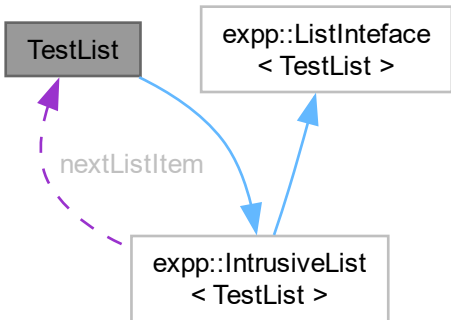 TestList
expp::ListInteface
< TestList >
nextListItem
expp::IntrusiveList
< TestList >